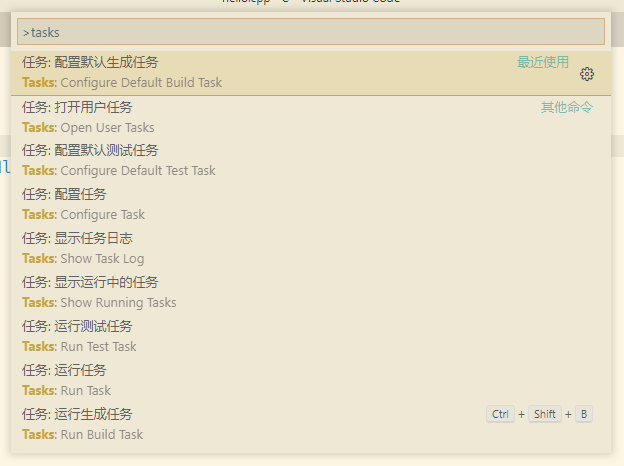 >tasks
任务: 配置默认生成任务 最近使用
Tasks: Configure Default Build Task
任务: 打开用户任务 其他命令
Tasks: Open User Tasks
任务: 配置默认测试任务
Tasks: Configure Default Test Task
任务: 配置任务
Tasks: Configure Task
任务: 显示任务日志
Tasks: Show Task Log
任务: 显示运行中的任务
Tasks: Show Running Tasks
任务: 运行测试任务
Tasks: Run Test Task
任务: 运行任务
Tasks: Run Task
任务: 运行生成任务 Ctrl + Shift + B
Tasks: Run Build Task